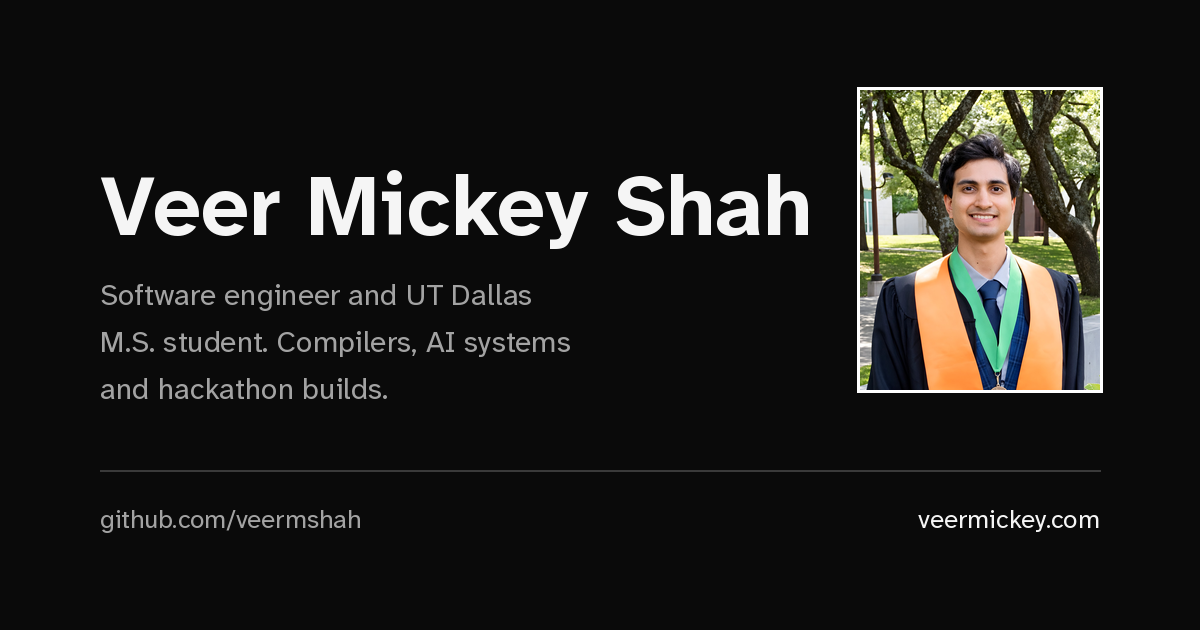 Veer Mickey Shah
Software engineer and UT Dallas
M.S. student. Compilers, AI systems
and hackathon builds.
github.com/veermshah
veermickey.com